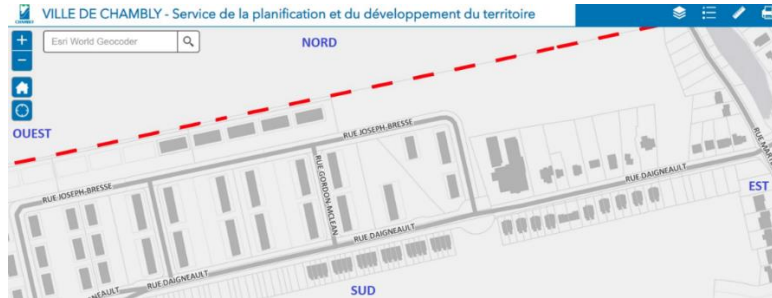 VILLE DE CHAMBLY - Service de la planification et du développement du territoire
CHAMBLY
Esri World Geocoder
NORD
OUEST
RUE JOSEPH-BRESSE
RUE JOSEPH-BRESSE
RUE GORDON-MCLEAN
RUE DAIGNEAULT
RUE DAIGNEAULT
RUE DAIGNEAULT
EST
SUD